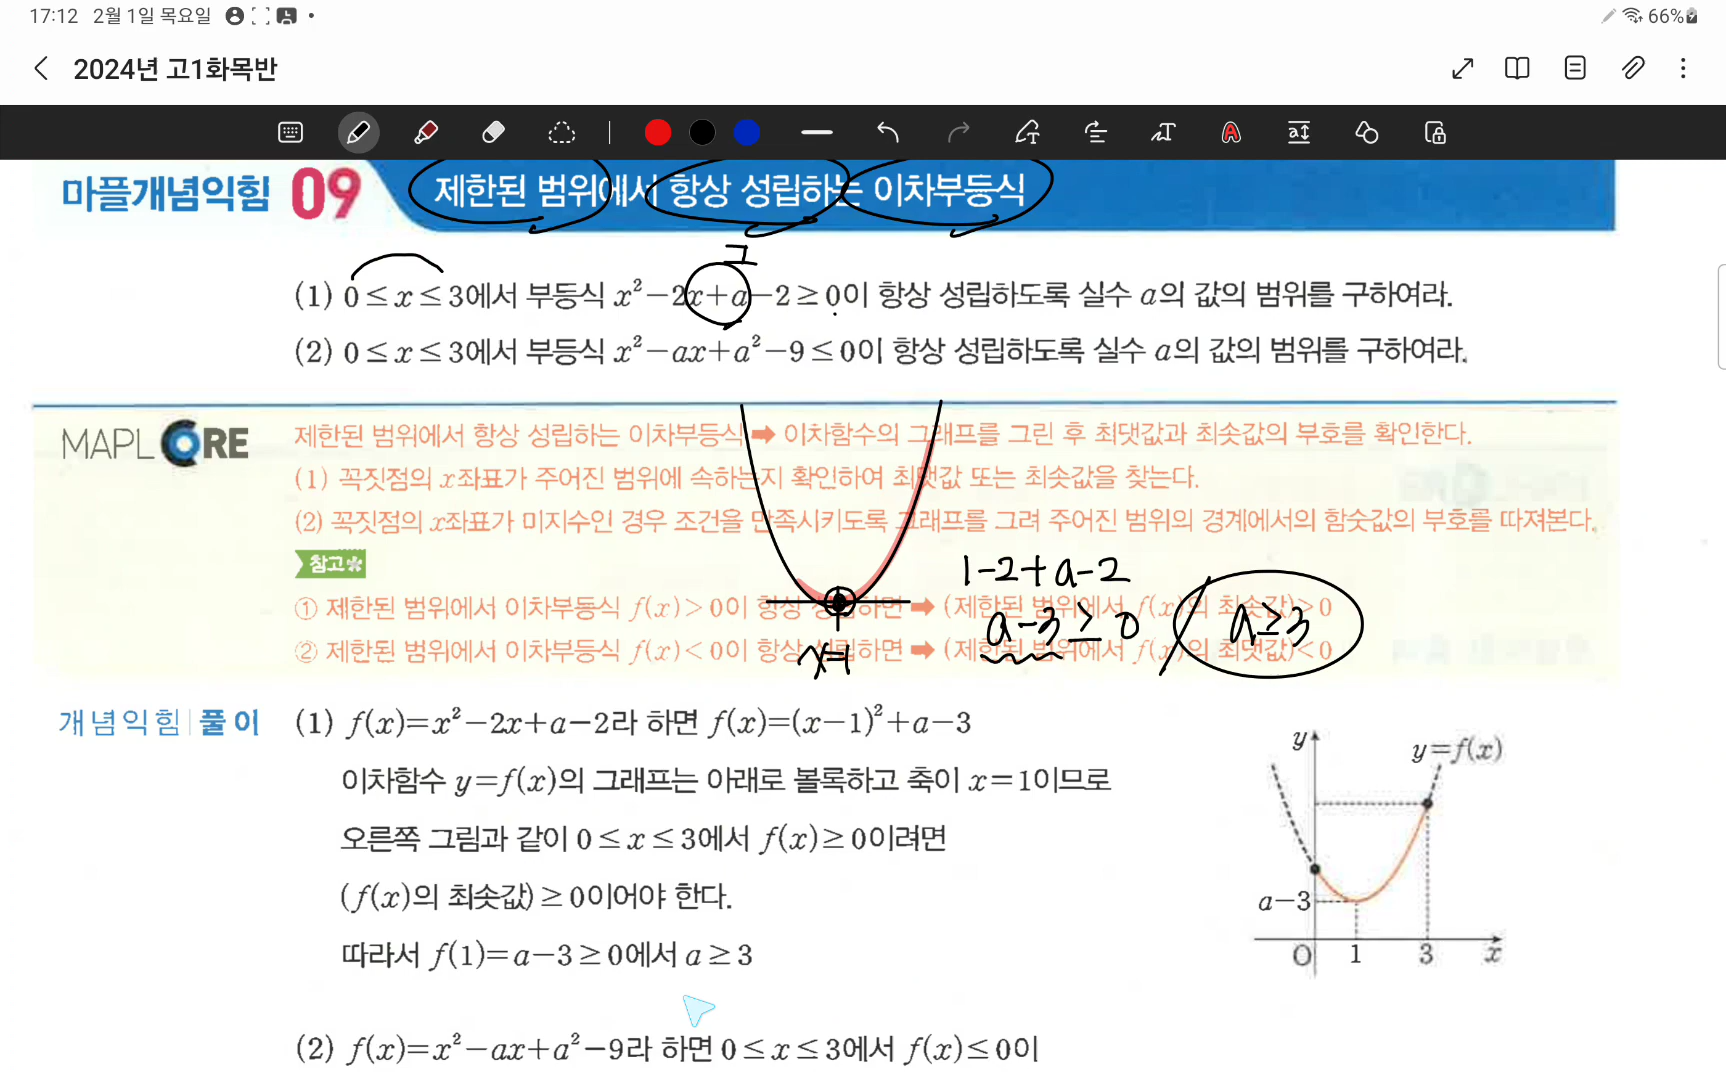 17:12 2월 1일 목요일
66%
2024년 고1화목반
마플개념익힘 09 제한된 범위에서 항상 성립하는 이차부등식
(1) 0≤x≤3에서 부등식 x²−2x+a−2≥0이 항상 성립하도록 실수 a의 값의 범위를 구하여라.
(2) 0≤x≤3에서 부등식 x²−ax+a²−9≤0이 항상 성립하도록 실수 a의 값의 범위를 구하여라.
MAPL CORE 제한된 범위에서 항상 성립하는 이차부등식 ➡ 이차함수의 그래프를 그린 후 최댓값과 최솟값의 부호를 확인한다.
(1) 꼭짓점의 x좌표가 주어진 범위에 속하는지 확인하여 최댓값 또는 최솟값을 찾는다.
(2) 꼭짓점의 x좌표가 미지수인 경우 조건을 만족시키도록 그래프를 그려 주어진 범위의 경계에서의 함숫값의 부호를 따져본다.
참고
1-2+a-2
① 제한된 범위에서 이차부등식 f(x)>0이 항상 성립하면 ➡ (제한된 범위에서 f(x)의 최솟값)>0
a-3≥0 a≥3
② 제한된 범위에서 이차부등식 f(x)<0이 항상 성립하면 ➡ (제한된 범위에서 f(x)의 최댓값)<0
x=1
개념익힘 풀이 (1) f(x)=x²−2x+a−2라 하면 f(x)=(x−1)²+a−3
이차함수 y=f(x)의 그래프는 아래로 볼록하고 축이 x=1이므로
오른쪽 그림과 같이 0≤x≤3에서 f(x)≥0이려면
(f(x)의 최솟값)≥0이어야 한다.
따라서 f(1)=a−3≥0에서 a≥3
y y=f(x)
a−3
O 1 3 x
(2) f(x)=x²−ax+a²−9라 하면 0≤x≤3에서 f(x)≤0이